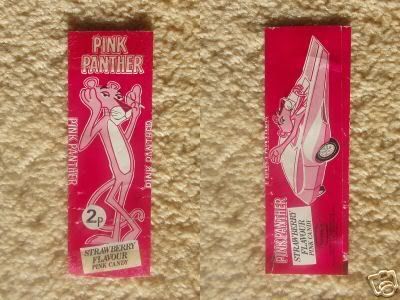 PINK
PANTHER
PINK PANTHER
PINK PANTHER
2p
STRAWBERRY
FLAVOUR
PINK CANDY
PINK PANTHER
STRAWBERRY
FLAVOUR
PINK CANDY